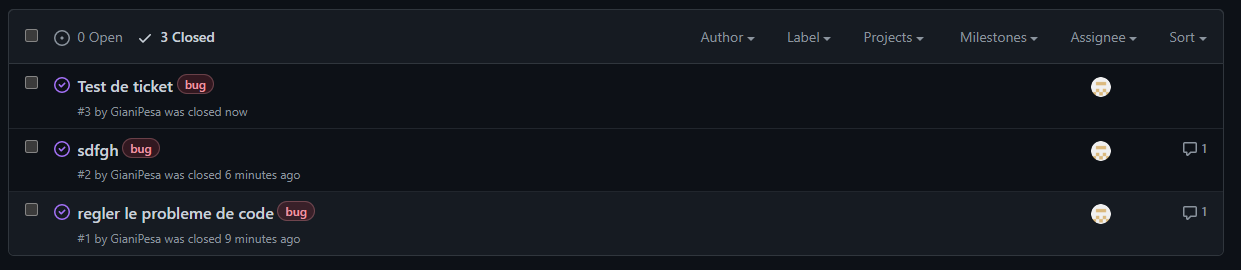 0 Open 3 Closed Author Label Projects Milestones Assignee Sort
Test de ticket bug
#3 by GianiPesa was closed now
sdfgh bug 1
#2 by GianiPesa was closed 6 minutes ago
regler le probleme de code bug 1
#1 by GianiPesa was closed 9 minutes ago